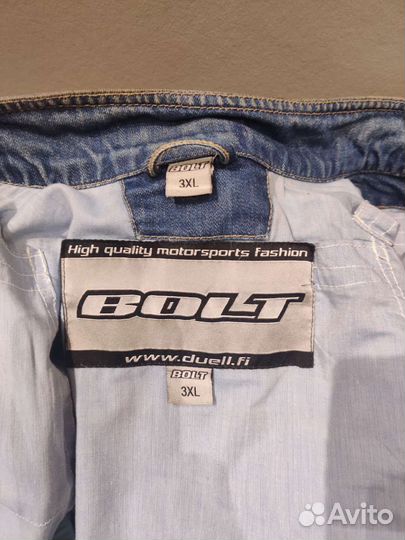 BOLT
3XL
High quality motorsports fashion
BOLT
www.duell.fi
BOLT
3XL
Avito